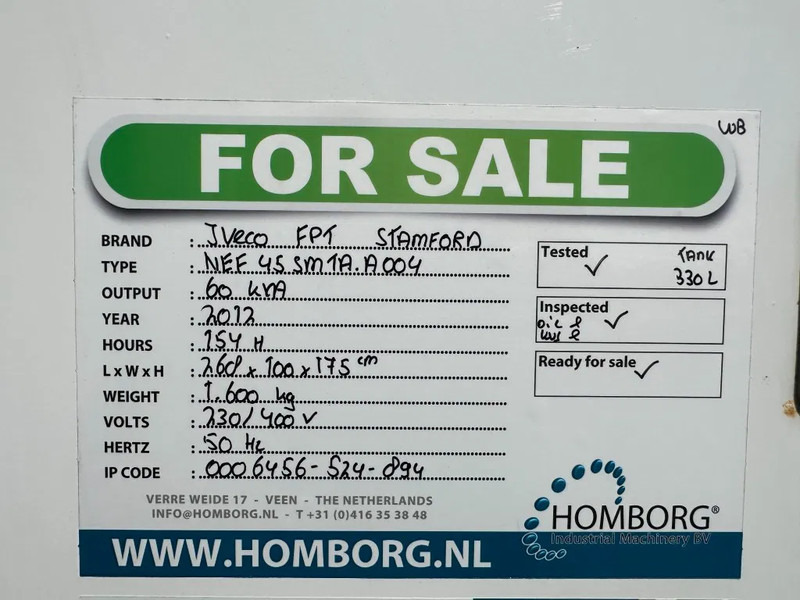 WB
FOR SALE
BRAND : IVeco FPT STAMFORD
TYPE : NEF 45 SM1A.A004
OUTPUT : 60 kVA
YEAR : 2012
HOURS : 154 H
L x W x H : 260 x 100 x 175 cm
WEIGHT : 1.600 kg
VOLTS : 230/400 V
HERTZ : 50 Hz
IP CODE : 0006456-524-894
Tested ✓ TANK
330 L
Inspected ✓
Ready for sale ✓
VERRE WEIDE 17 - VEEN - THE NETHERLANDS
INFO@HOMBORG.NL - T +31 (0)416 35 38 48
HOMBORG®
Industrial Machinery BV
WWW.HOMBORG.NL